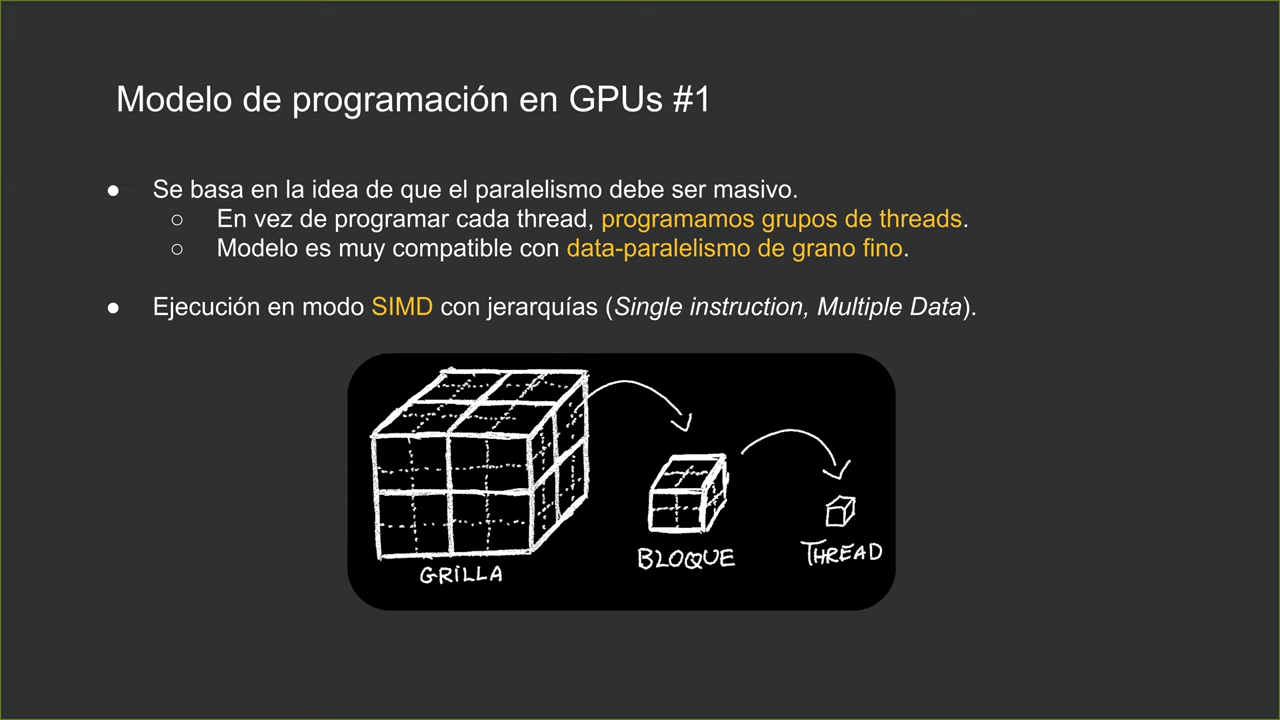 Modelo de programación en GPUs #1
● Se basa en la idea de que el paralelismo debe ser masivo.
○ En vez de programar cada thread, programamos grupos de threads.
○ Modelo es muy compatible con data-paralelismo de grano fino.
● Ejecución en modo SIMD con jerarquías (Single instruction, Multiple Data).
GRILLA
BLOQUE
THREAD